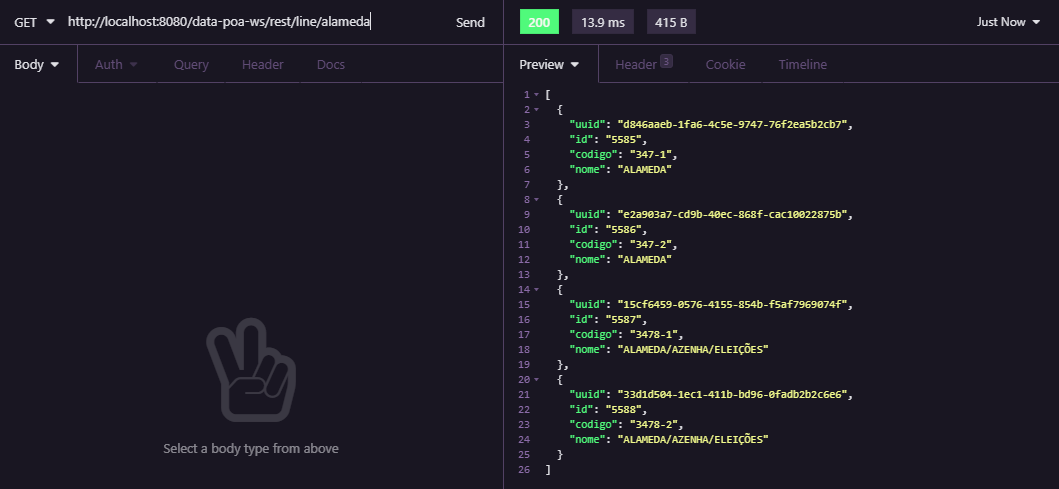 GET http://localhost:8080/data-poa-ws/rest/line/alameda Send
200 13.9 ms 415 B Just Now
Body Auth Query Header Docs
Preview Header 3 Cookie Timeline
Select a body type from above
1 [
2 {
3 "uuid": "d846aaeb-1fa6-4c5e-9747-76f2ea5b2cb7",
4 "id": "5585",
5 "codigo": "347-1",
6 "nome": "ALAMEDA"
7 },
8 {
9 "uuid": "e2a903a7-cd9b-40ec-868f-cac10022875b",
10 "id": "5586",
11 "codigo": "347-2",
12 "nome": "ALAMEDA"
13 },
14 {
15 "uuid": "15cf6459-0576-4155-854b-f5af7969074f",
16 "id": "5587",
17 "codigo": "3478-1",
18 "nome": "ALAMEDA/AZENHA/ELEIÇÕES"
19 },
20 {
21 "uuid": "33d1d504-1ec1-411b-bd96-0fadb2b2c6e6",
22 "id": "5588",
23 "codigo": "3478-2",
24 "nome": "ALAMEDA/AZENHA/ELEIÇÕES"
25 }
26 ]